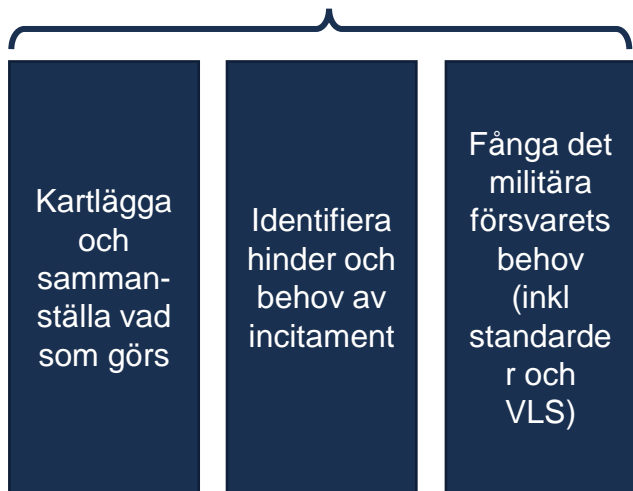 Kartlägga
och
samman-
ställa vad
som görs
Identifiera
hinder och
behov av
incitament
Fånga det
militära
försvarets
behov
(inkl
standarde
r och
VLS)